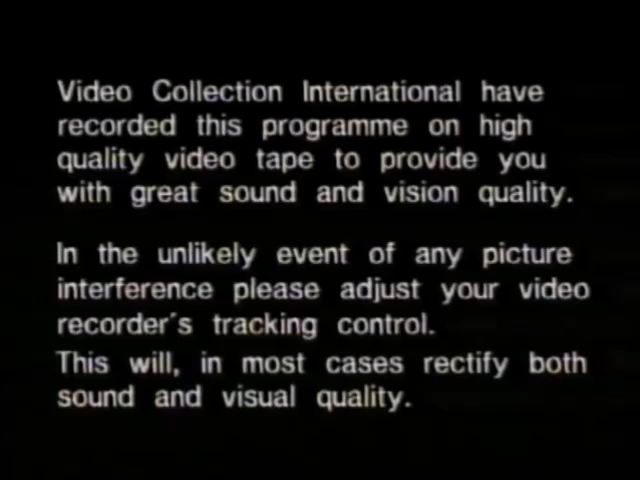 Video Collection International have
recorded this programme on high
quality video tape to provide you
with great sound and vision quality.
In the unlikely event of any picture
interference please adjust your video
recorder's tracking control.
This will, in most cases rectify both
sound and visual quality.